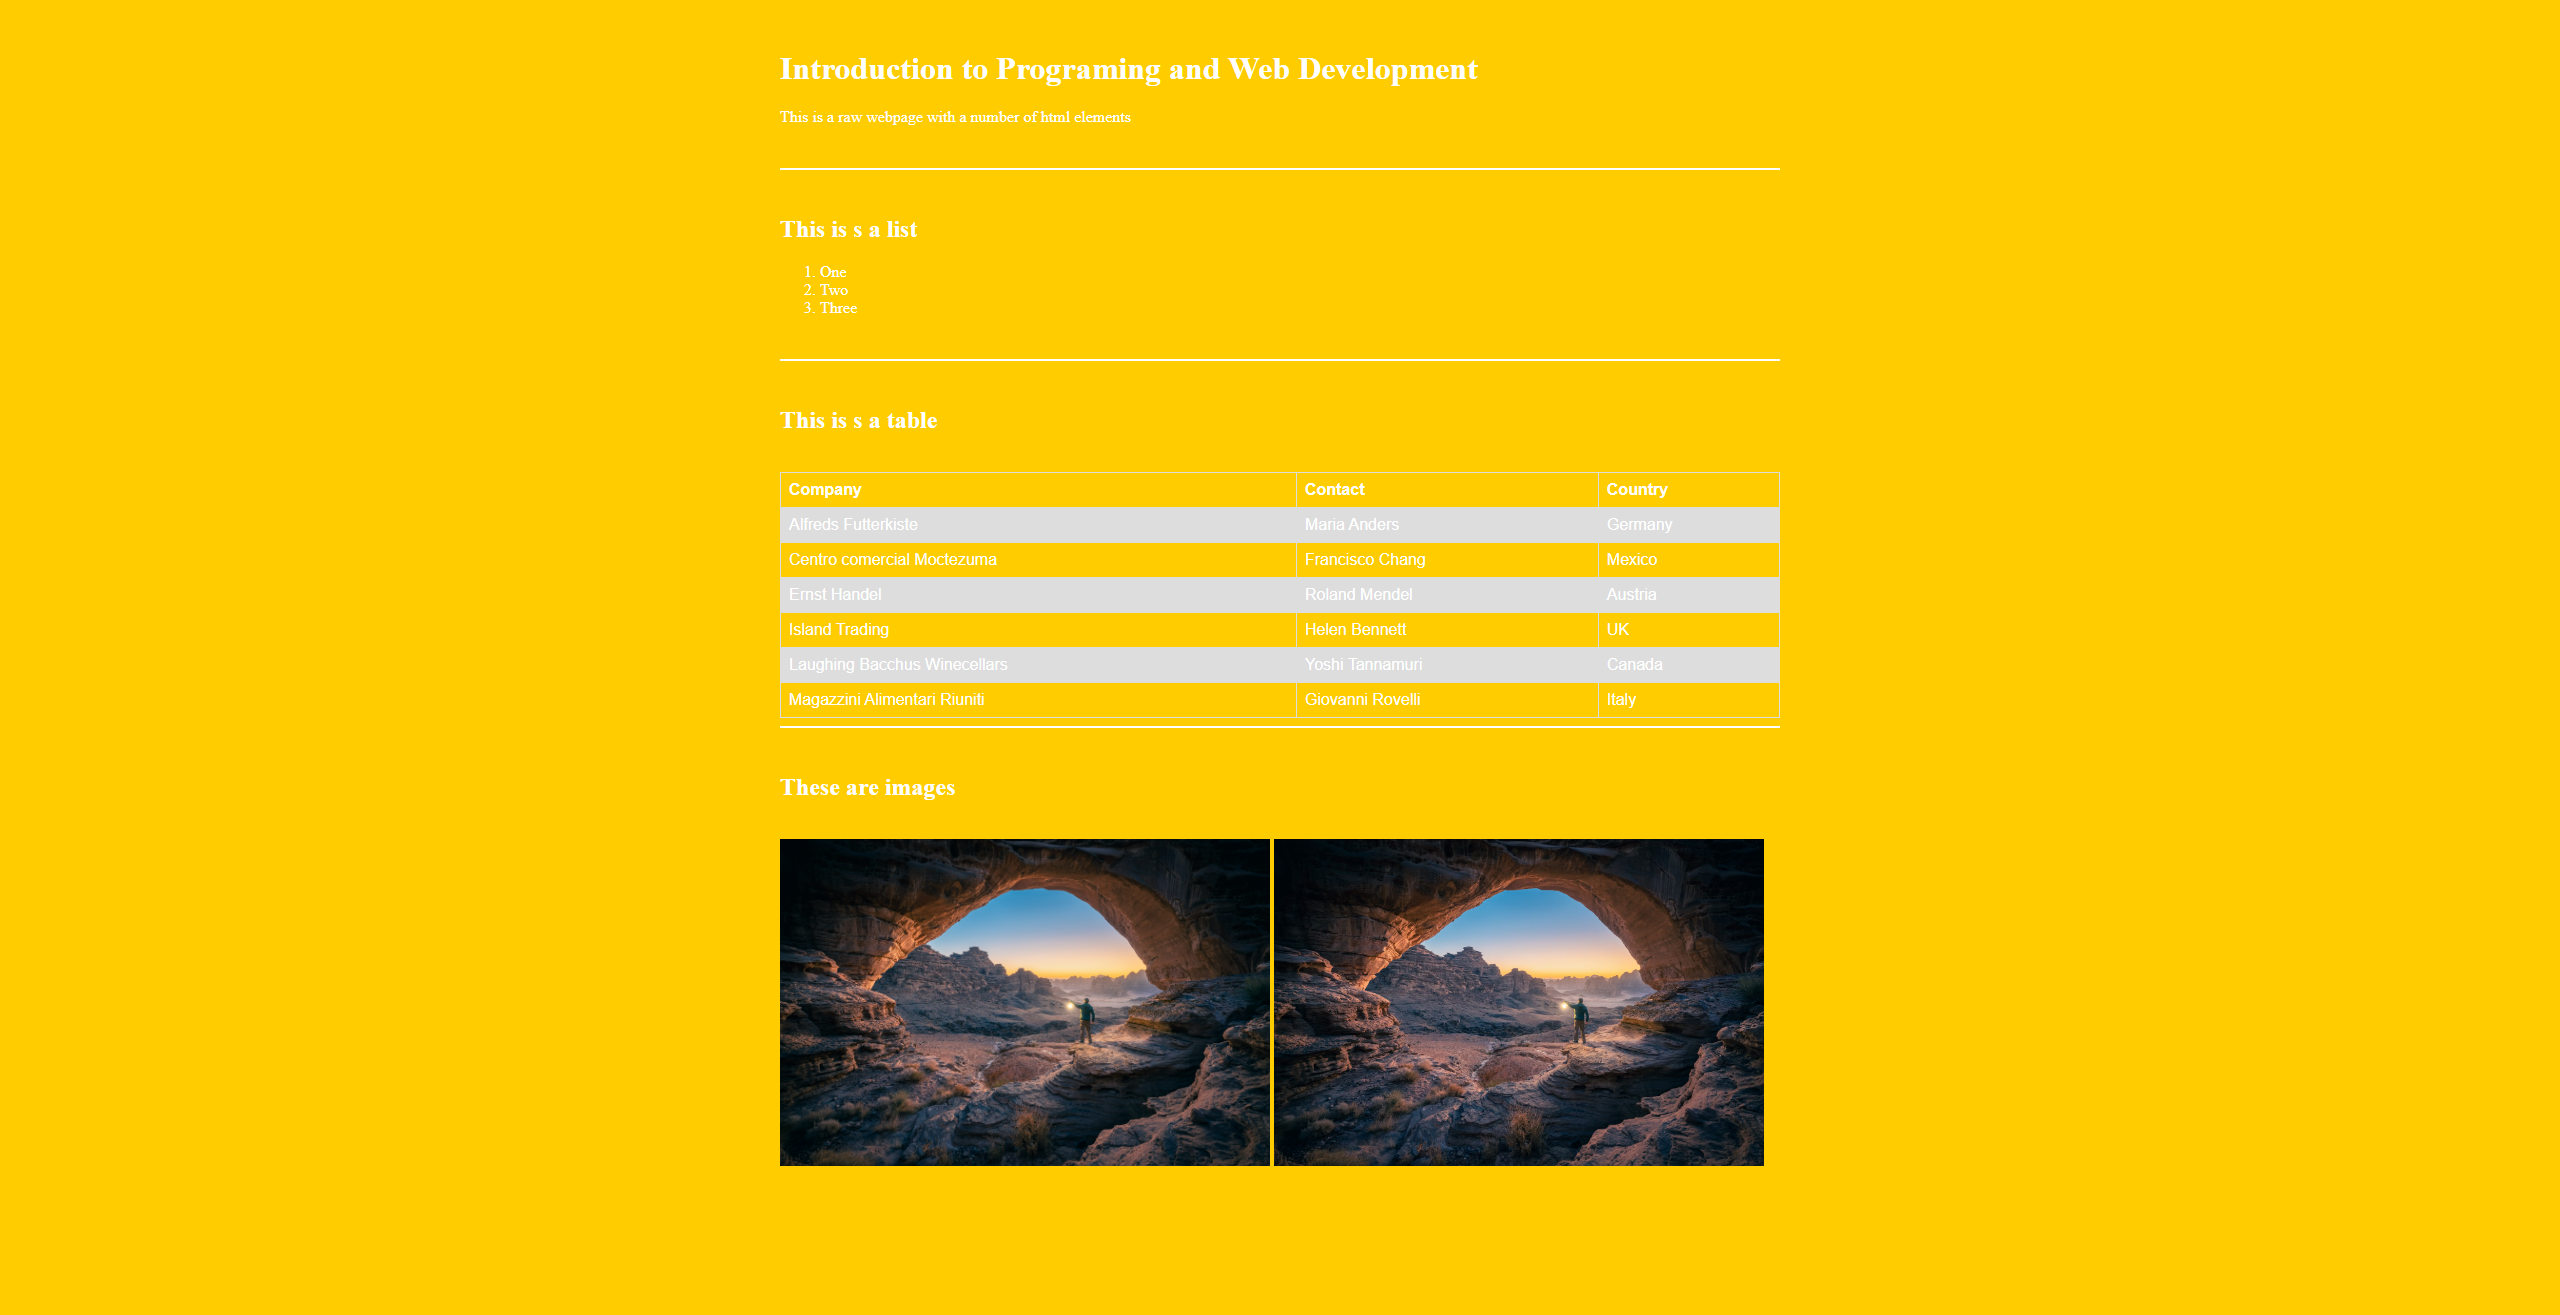 Introduction to Programing and Web Development
This is a raw webpage with a number of html elements
This is s a list
1. One
2. Two
3. Three
This is s a table
Company Contact Country
Alfreds Futterkiste Maria Anders Germany
Centro comercial Moctezuma Francisco Chang Mexico
Ernst Handel Roland Mendel Austria
Island Trading Helen Bennett UK
Laughing Bacchus Winecellars Yoshi Tannamuri Canada
Magazzini Alimentari Riuniti Giovanni Rovelli Italy
These are images